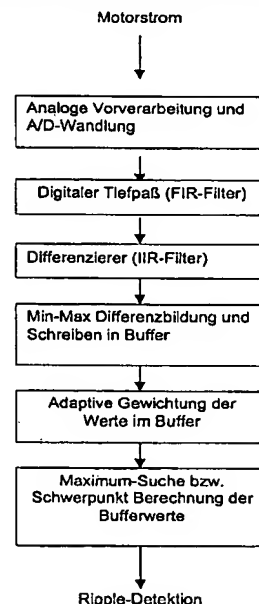 Motorstrom
Analoge Vorverarbeitung und
A/D-Wandlung
Digitaler Tiefpaß (FIR-Filter)
Differenzierer (IIR-Filter)
Min-Max Differenzbildung und
Schreiben in Buffer
Adaptive Gewichtung der
Werte im Buffer
Maximum-Suche bzw.
Schwerpunkt Berechnung der
Bufferwerte
Ripple-Detektion